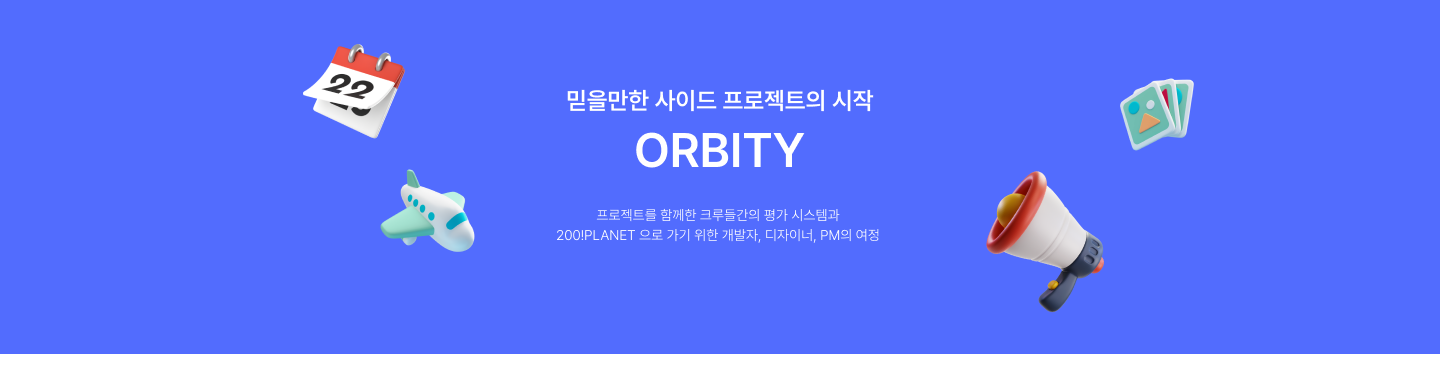 22
믿을만한 사이드 프로젝트의 시작
ORBITY
프로젝트를 함께한 크루들간의 평가 시스템과
200!PLANET 으로 가기 위한 개발자, 디자이너, PM의 여정